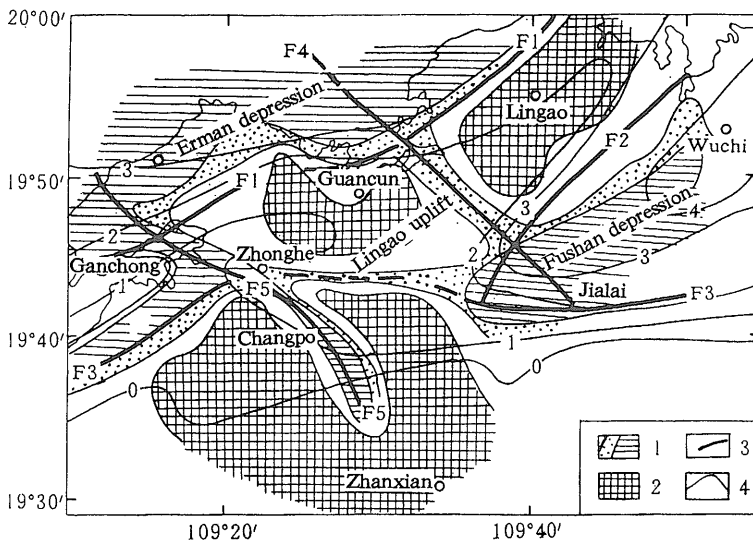 20°00′
F4
F1
Erman depression
Lingao
F2
Wuchi
19°50′
3
F1
Guancun
Lingao uplift
3
Fushan depression
4
2
Zhonghe
2
3
Ganchong
1
F5
Jialai
F3
19°40′
Changpo
1
F3
0
F5
0
19°30′
Zhanxian
1
3
2
4
109°20′
109°40′